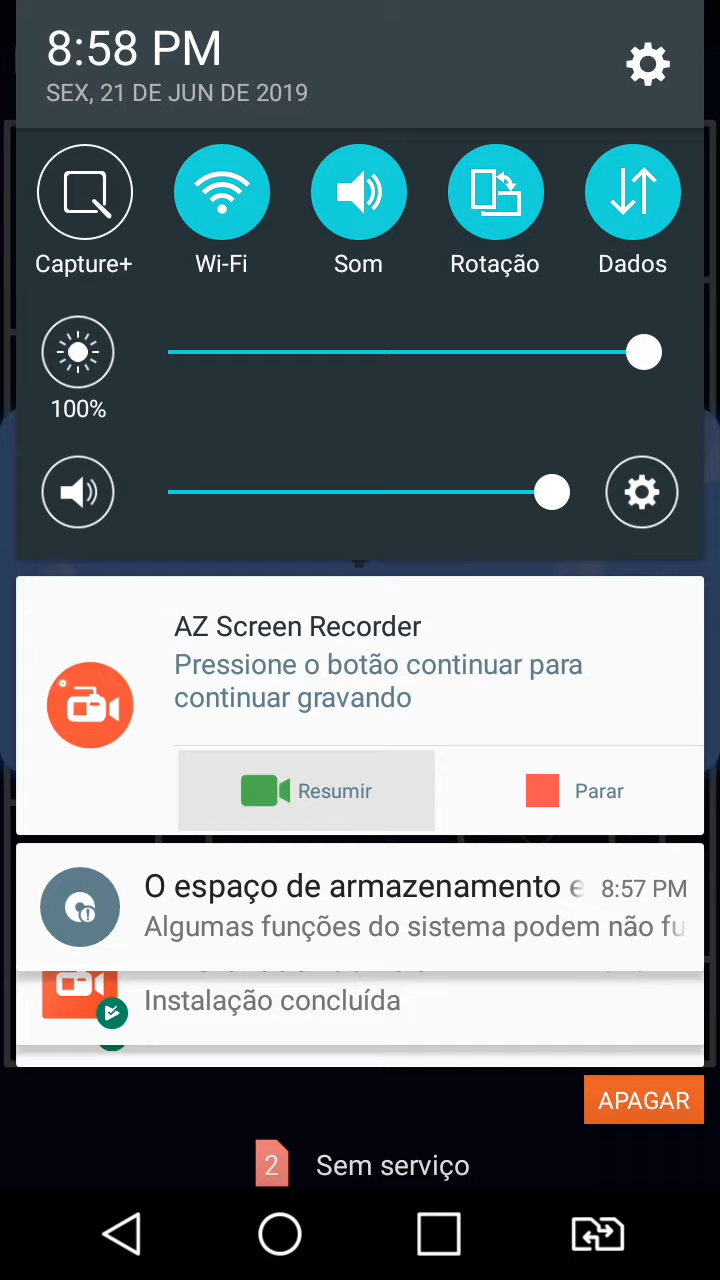 8:58 PM
SEX, 21 DE JUN DE 2019
Capture+ Wi-Fi Som Rotação Dados
100%
AZ Screen Recorder
Pressione o botão continuar para
continuar gravando
Resumir Parar
O espaço de armazenamento e 8:57 PM
Algumas funções do sistema podem não fu
Instalação concluída
APAGAR
2 Sem serviço